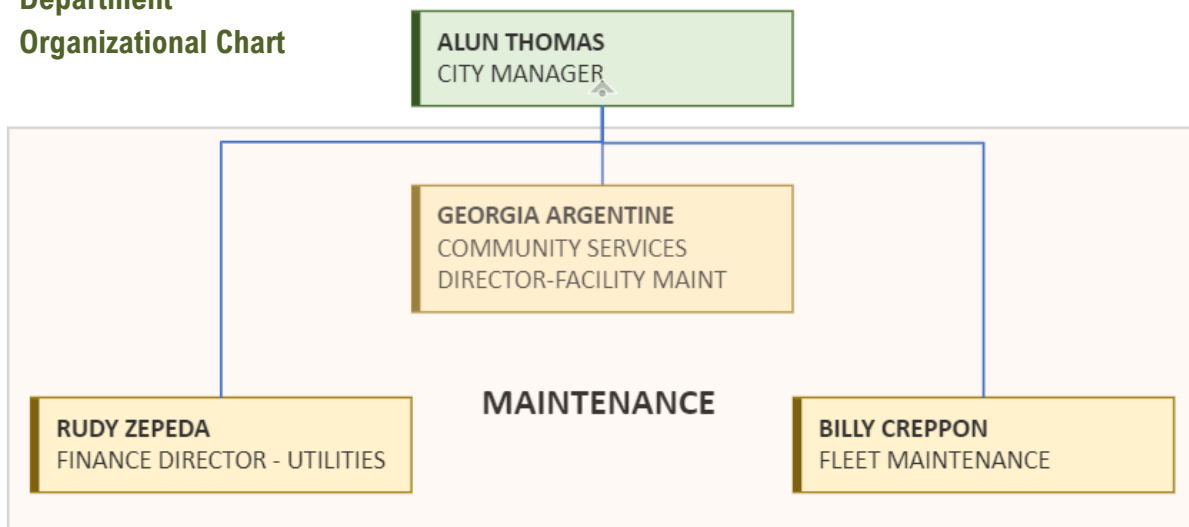 Department
Organizational Chart
ALUN THOMAS
CITY MANAGER
GEORGIA ARGENTINE
COMMUNITY SERVICES
DIRECTOR-FACILITY MAINT
MAINTENANCE
RUDY ZEPEDA
FINANCE DIRECTOR - UTILITIES
BILLY CREPPON
FLEET MAINTENANCE